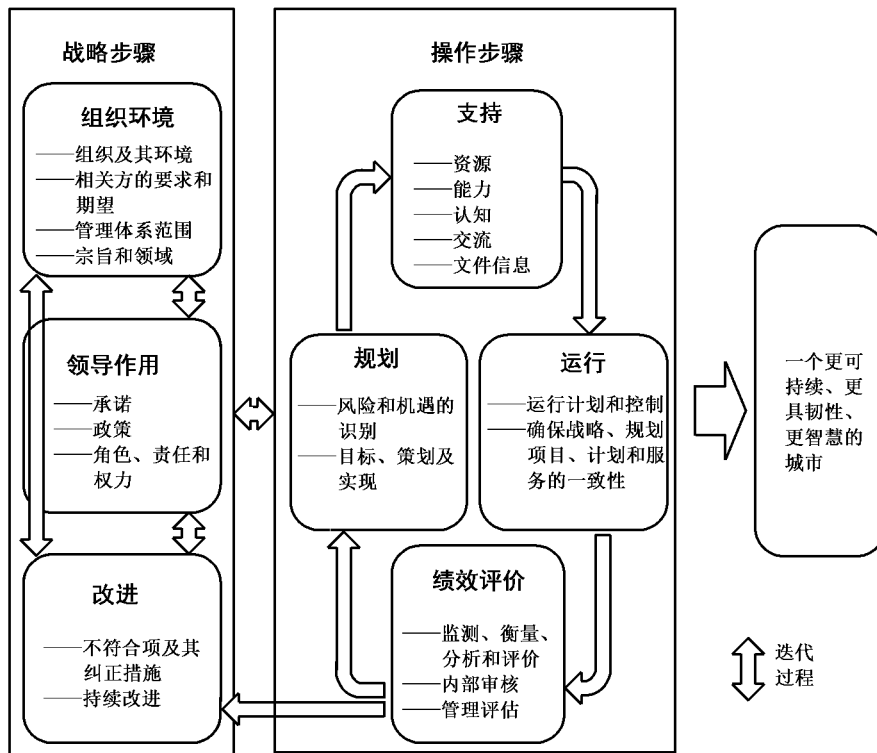 战略步骤
组织环境
——组织及其环境
——相关方的要求和
期望
——管理体系范围
——宗旨和领域
领导作用
——承诺
——政策
——角色、责任和
权力
改进
——不符合项及其
纠正措施
——持续改进
操作步骤
支持
——资源
——能力
——认知
——交流
——文件信息
规划
——风险和机遇的
识别
——目标、策划及
实现
运行
——运行计划和控制
——确保战略、规划
项目、计划和服
务的一致性
绩效评价
——监测、衡量、
分析和评价
——内部审核
——管理评估
一个更可
持续、更
具韧性、
更智慧的
城市
迭代
过程